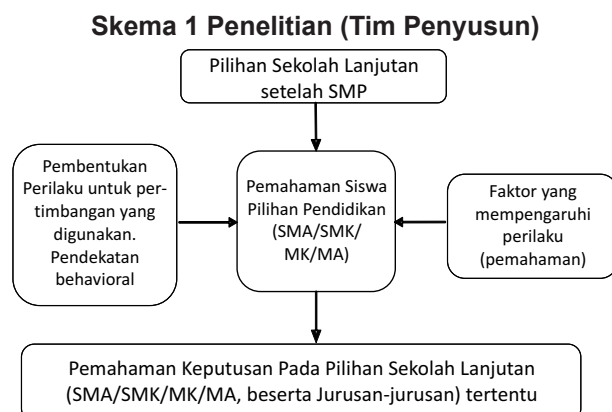 Skema 1 Penelitian (Tim Penyusun)
Pilihan Sekolah Lanjutan
setelah SMP
Pembentukan
Perilaku untuk per-
timbangan yang
digunakan.
Pendekatan
behavioral
Pemahaman Siswa
Pilihan Pendidikan
(SMA/SMK/
MK/MA)
Faktor yang
mempengaruhi
perilaku
(pemahaman)
Pemahaman Keputusan Pada Pilihan Sekolah Lanjutan
(SMA/SMK/MK/MA, beserta Jurusan-jurusan) tertentu